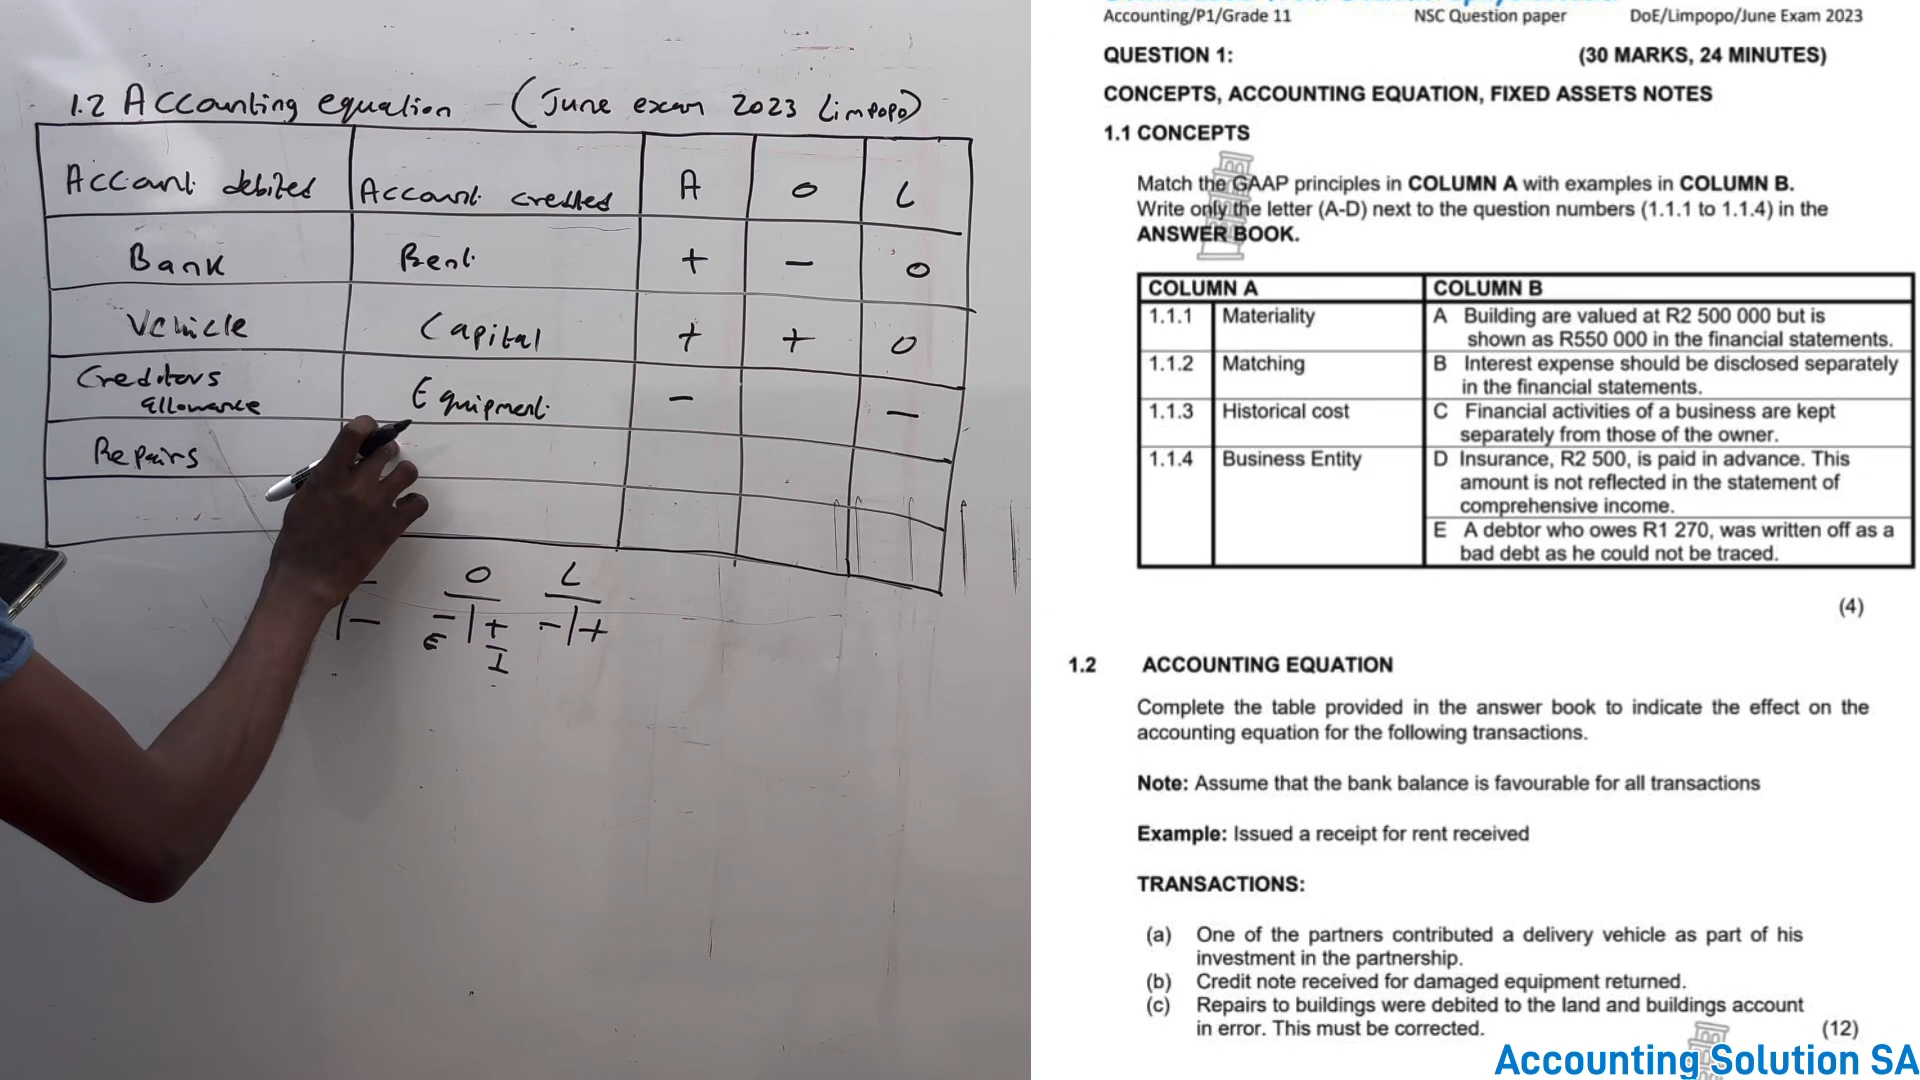 1.2 Accounting equation (June exam 2023 Limpopo)
Account debited Account credited A O L
Bank Rent + - 0
Vehicle Capital + + 0
Creditors allowance Equipment - -
Repairs
O L
- + - +
E I
Accounting/P1/Grade 11 NSC Question paper DoE/Limpopo/June Exam 2023
QUESTION 1: (30 MARKS, 24 MINUTES)
CONCEPTS, ACCOUNTING EQUATION, FIXED ASSETS NOTES
1.1 CONCEPTS
Match the GAAP principles in COLUMN A with examples in COLUMN B.
Write only the letter (A-D) next to the question numbers (1.1.1 to 1.1.4) in the
ANSWER BOOK.
COLUMN A COLUMN B
1.1.1 Materiality A Building are valued at R2 500 000 but is
shown as R550 000 in the financial statements.
1.1.2 Matching B Interest expense should be disclosed separately
in the financial statements.
1.1.3 Historical cost C Financial activities of a business are kept
separately from those of the owner.
1.1.4 Business Entity D Insurance, R2 500, is paid in advance. This
amount is not reflected in the statement of
comprehensive income.
E A debtor who owes R1 270, was written off as a
bad debt as he could not be traced.
(4)
1.2 ACCOUNTING EQUATION
Complete the table provided in the answer book to indicate the effect on the
accounting equation for the following transactions.
Note: Assume that the bank balance is favourable for all transactions
Example: Issued a receipt for rent received
TRANSACTIONS:
(a) One of the partners contributed a delivery vehicle as part of his
investment in the partnership.
(b) Credit note received for damaged equipment returned.
(c) Repairs to buildings were debited to the land and buildings account
in error. This must be corrected. (12)
Accounting Solution SA